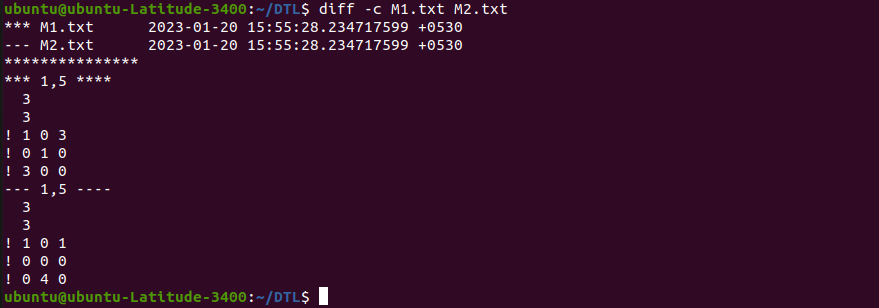 ubuntu@ubuntu-Latitude-3400:~/DTL$ diff -c M1.txt M2.txt
*** M1.txt      2023-01-20 15:55:28.234717599 +0530
--- M2.txt      2023-01-20 15:55:28.234717599 +0530
***************
*** 1,5 ****
  3
  3
! 1 0 3
! 0 1 0
! 3 0 0
--- 1,5 ----
  3
  3
! 1 0 1
! 0 0 0
! 0 4 0
ubuntu@ubuntu-Latitude-3400:~/DTL$